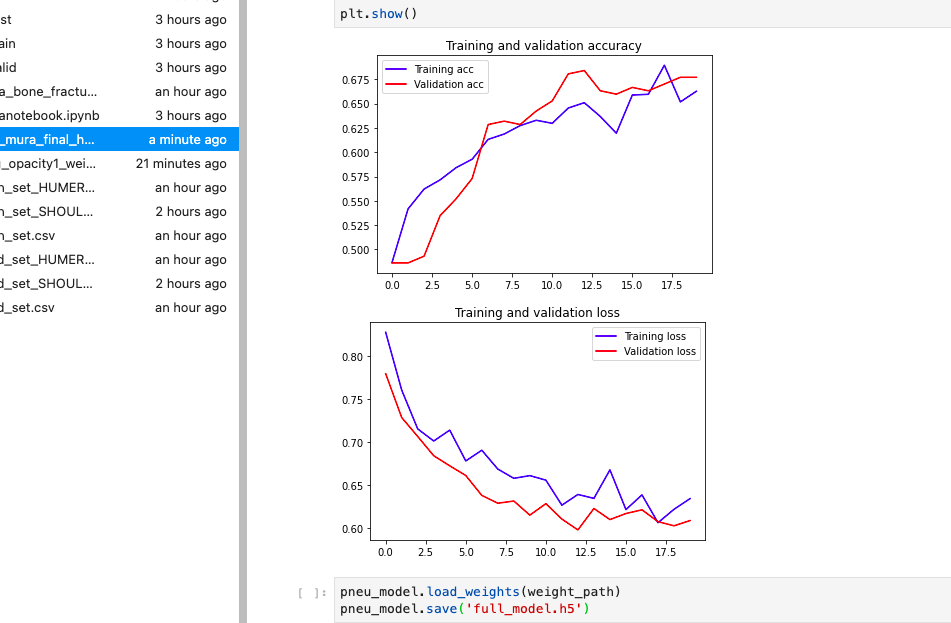 st 3 hours ago
ain 3 hours ago
alid 3 hours ago
a_bone_fractu... an hour ago
anotebook.ipynb 3 hours ago
_mura_final_h... a minute ago
_opacity1_wei... 21 minutes ago
n_set_HUMER... an hour ago
n_set_SHOUL... 2 hours ago
n_set.csv an hour ago
d_set_HUMER... an hour ago
d_set_SHOUL... 2 hours ago
d_set.csv an hour ago
plt.show()
Training and validation accuracy
Training acc
Validation acc
0.675
0.650
0.625
0.600
0.575
0.550
0.525
0.500
0.0 2.5 5.0 7.5 10.0 12.5 15.0 17.5
Training and validation loss
Training loss
Validation loss
0.80
0.75
0.70
0.65
0.60
0.0 2.5 5.0 7.5 10.0 12.5 15.0 17.5
[ ]: pneu_model.load_weights(weight_path)
pneu_model.save('full_model.h5')